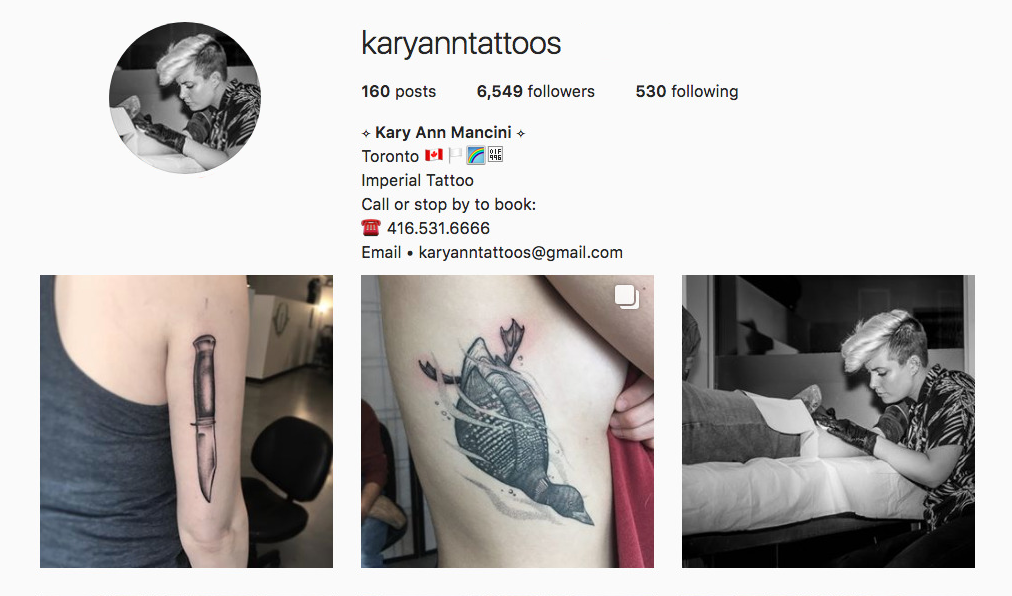 karyanntattoos
160 posts 6,549 followers 530 following
✧ Kary Ann Mancini ✧
Toronto 🇨🇦🏳️🌈
Imperial Tattoo
Call or stop by to book:
☎️ 416.531.6666
Email • karyanntattoos@gmail.com